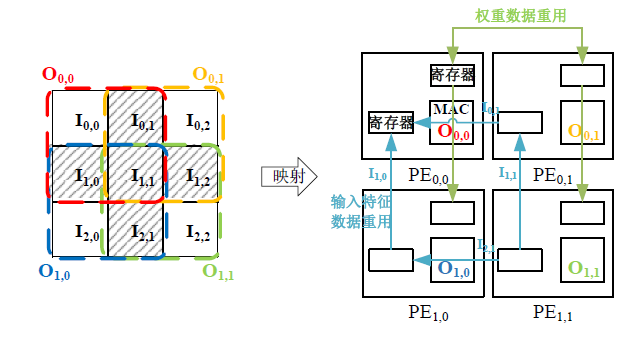 权重数据重用
O0,0
O0,1
I0,0 I0,1 I0,2
I1,0 I1,1 I1,2
I2,0 I2,1 I2,2
O1,0
O1,1
映射
寄存器
寄存器
MAC
O0,0
I0,1
O0,1
PE0,0
PE0,1
I1,0
I1,1
输入特征
数据重用
I2,1
O1,0
O1,1
PE1,0
PE1,1